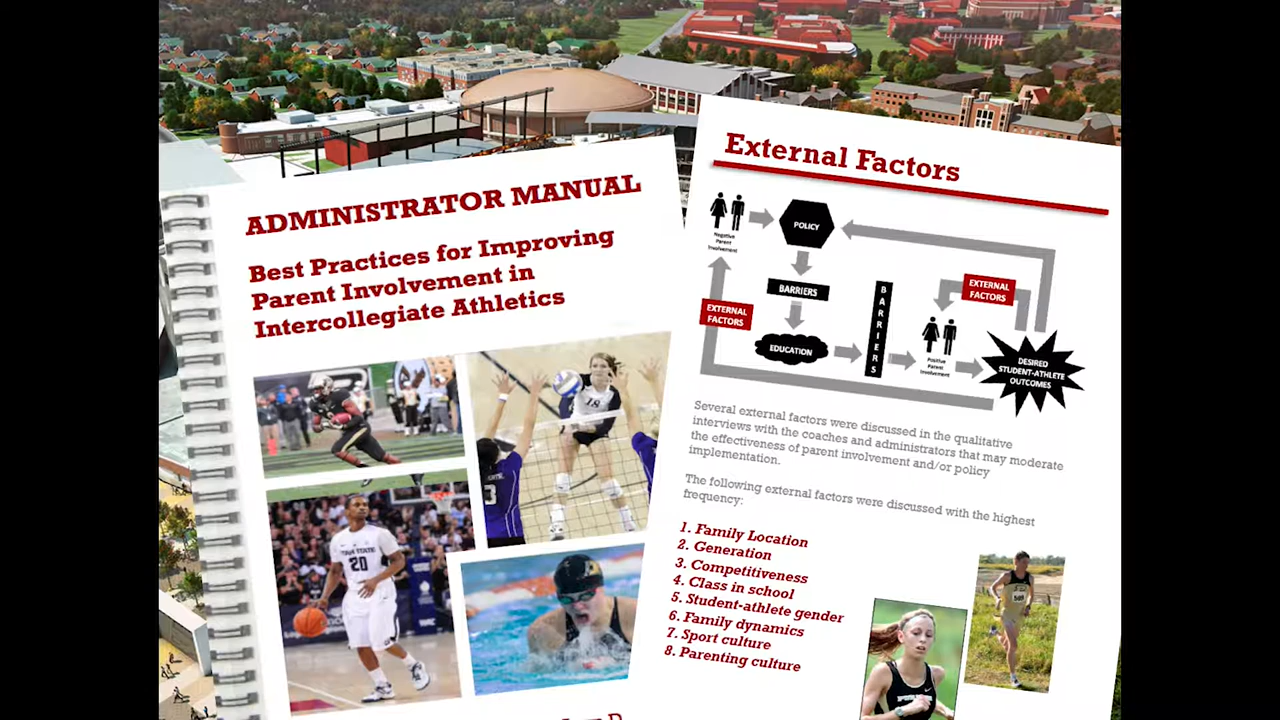 ADMINISTRATOR MANUAL
Best Practices for Improving
Parent Involvement in
Intercollegiate Athletics
18
3
20
External Factors
Negative
Parent
Involvement
POLICY
BARRIERS
EDUCATION
EXTERNAL
FACTORS
BARRIERS
EXTERNAL
FACTORS
Positive
Parent
Involvement
DESIRED
STUDENT-ATHLETE
OUTCOMES
Several external factors were discussed in the qualitative
interviews with the coaches and administrators that may moderate
the effectiveness of parent involvement and/or policy
implementation.
The following external factors were discussed with the highest
frequency:
1. Family Location
2. Generation
3. Competitiveness
4. Class in school
5. Student-athlete gender
6. Family dynamics
7. Sport culture
8. Parenting culture